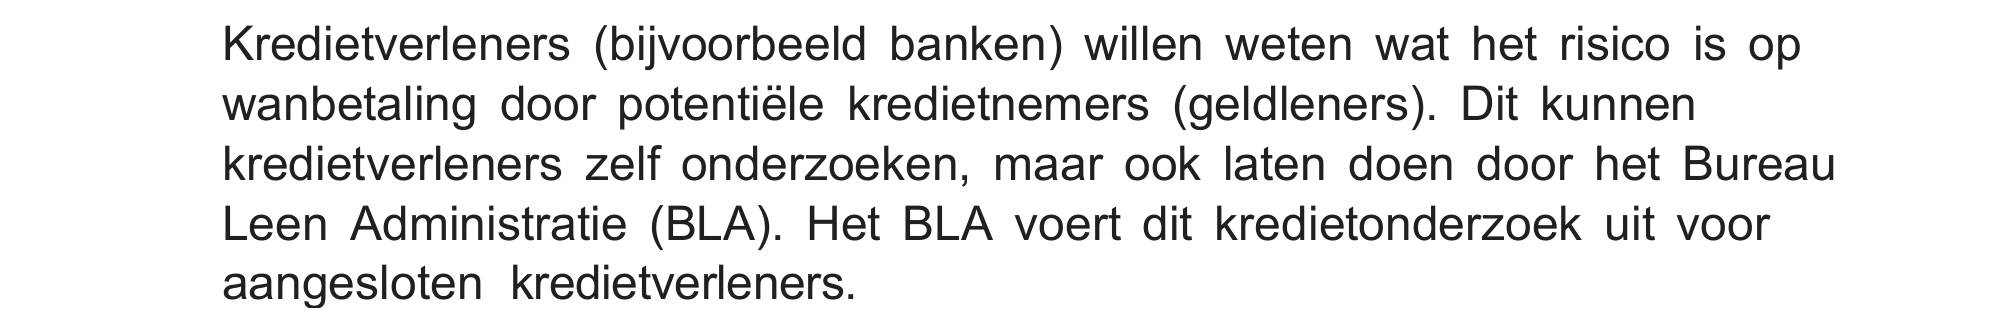 Kredietverleners (bijvoorbeeld banken) willen weten wat het risico is op
wanbetaling door potentiële kredietnemers (geldleners). Dit kunnen
kredietverleners zelf onderzoeken, maar ook laten doen door het Bureau
Leen Administratie (BLA). Het BLA voert dit kredietonderzoek uit voor
aangesloten kredietverleners.